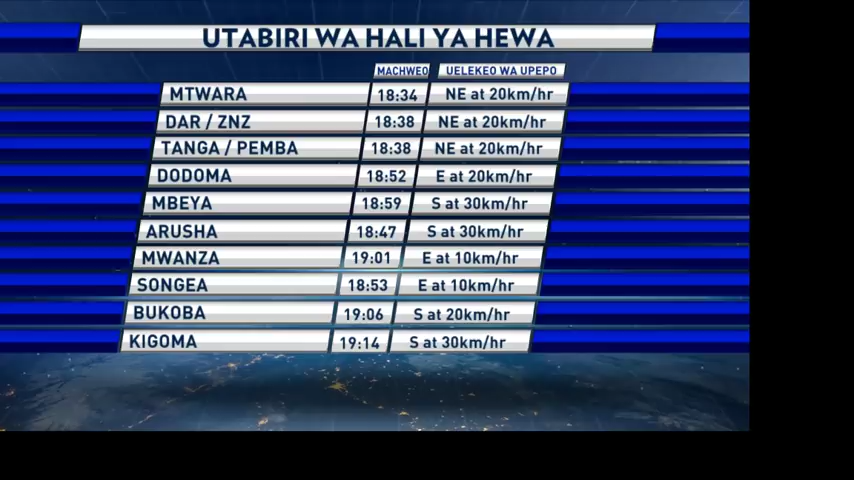 UTABIRI WA HALI YA HEWA
MACHWEO UELEKEO WA UPEPO
MTWARA 18:34 NE at 20km/hr
DAR / ZNZ 18:38 NE at 20km/hr
TANGA / PEMBA 18:38 NE at 20km/hr
DODOMA 18:52 E at 20km/hr
MBEYA 18:59 S at 30km/hr
ARUSHA 18:47 S at 30km/hr
MWANZA 19:01 E at 10km/hr
SONGEA 18:53 E at 10km/hr
BUKOBA 19:06 S at 20km/hr
KIGOMA 19:14 S at 30km/hr